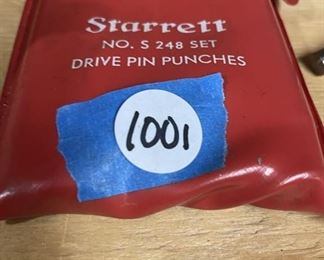 Starrett
NO. S 248 SET
DRIVE PIN PUNCHES
1001